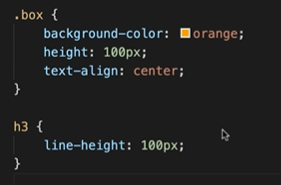 .box {
    background-color: orange;
    height: 100px;
    text-align: center;
}

h3 {
    line-height: 100px;
}